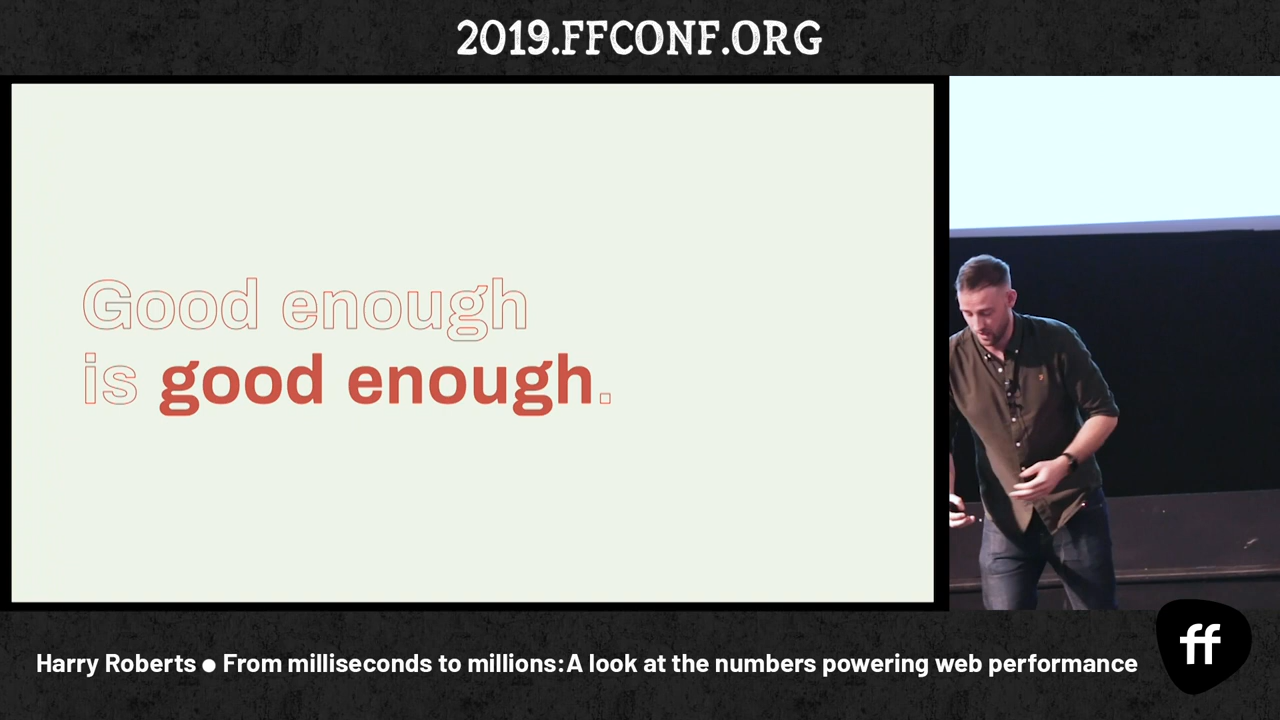 2019.FFCONF.ORG
Good enough
is good enough.
Harry Roberts ● From milliseconds to millions:A look at the numbers powering web performance
ff